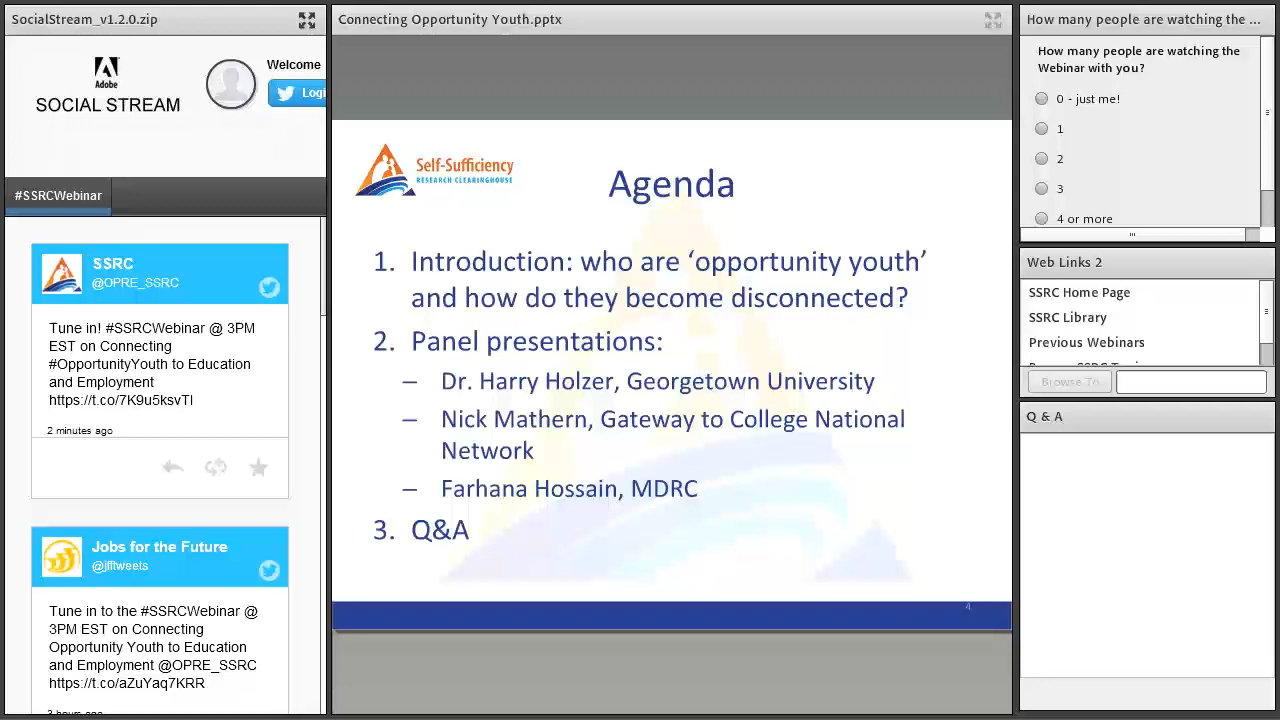 SocialStream_v1.2.0.zip
Adobe
SOCIAL STREAM
Welcome
Logi
#SSRCWebinar
SSRC
@OPRE_SSRC
Tune in! #SSRCWebinar @ 3PM
EST on Connecting
#OpportunityYouth to Education
and Employment
https://t.co/7K9u5ksvTl
2 minutes ago
Jobs for the Future
@jfftweets
Tune in to the #SSRCWebinar @
3PM EST on Connecting
Opportunity Youth to Education
and Employment @OPRE_SSRC
https://t.co/aZuYaq7KRR
3 hours ago
Connecting Opportunity Youth.pptx
Self-Sufficiency
RESEARCH CLEARINGHOUSE
Agenda
1. Introduction: who are ‘opportunity youth’
and how do they become disconnected?
2. Panel presentations:
– Dr. Harry Holzer, Georgetown University
– Nick Mathern, Gateway to College National
Network
– Farhana Hossain, MDRC
3. Q&A
4
How many people are watching the ...
How many people are watching the
Webinar with you?
0 - just me!
1
2
3
4 or more
Web Links 2
SSRC Home Page
SSRC Library
Previous Webinars
Browse To
Q & A